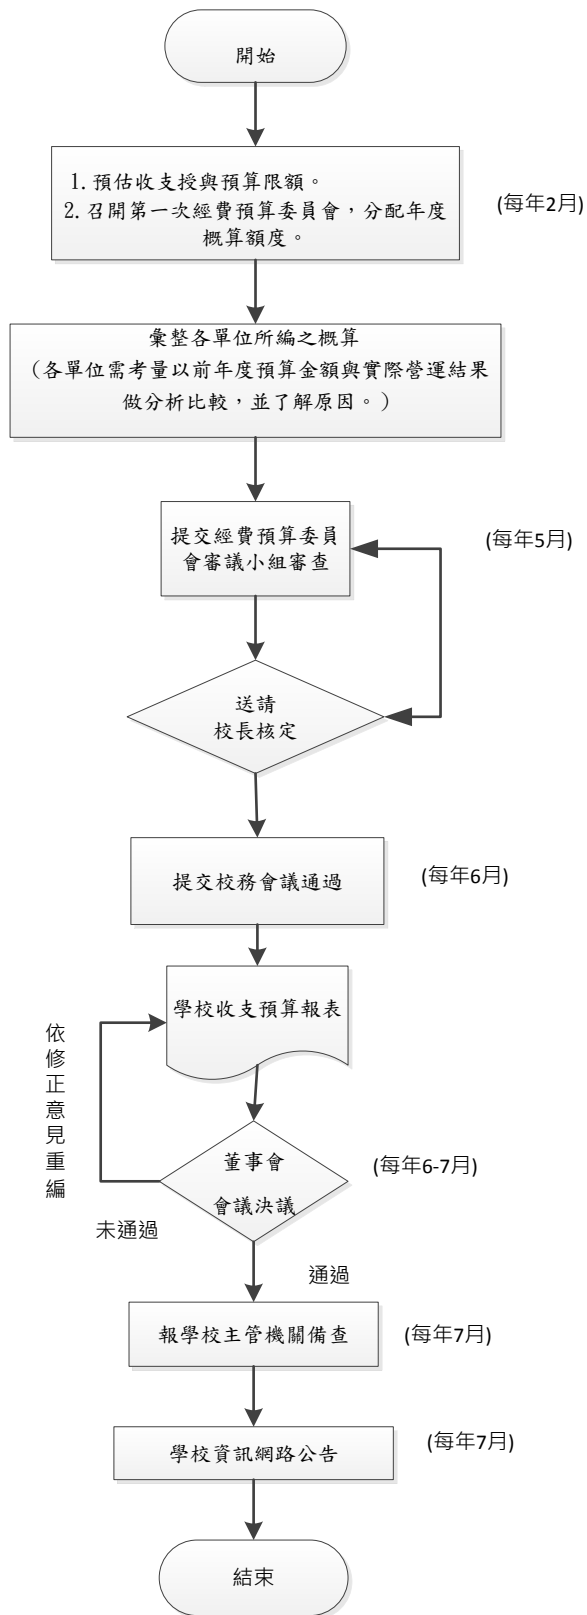 開始
1. 預估收支授與預算限額。
2. 召開第一次經費預算委員會，分配年度
概算額度。
(每年2月)
彙整各單位所編之概算
（各單位需考量以前年度預算金額與實際營運結果
做分析比較，並了解原因。）
提交經費預算委員
會審議小組審查
(每年5月)
送請
校長核定
提交校務會議通過
(每年6月)
學校收支預算報表
依修正意見重編
董事會
會議決議
(每年6-7月)
未通過
通過
報學校主管機關備查
(每年7月)
學校資訊網路公告
(每年7月)
結束